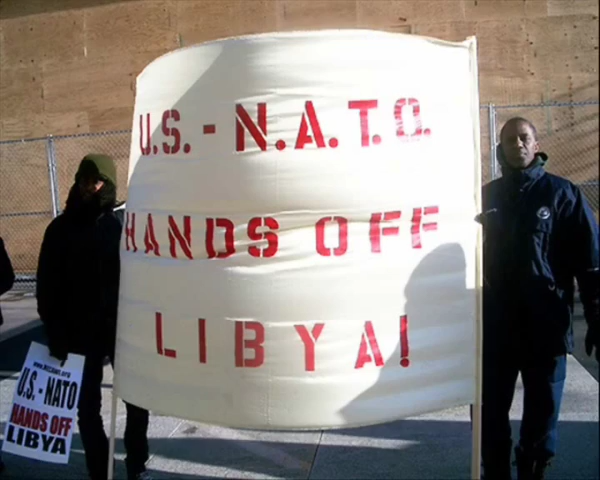 U.S.-N.A.T.O.
HANDS OFF
LIBYA!
U.S.-NATO
HANDS OFF
LIBYA